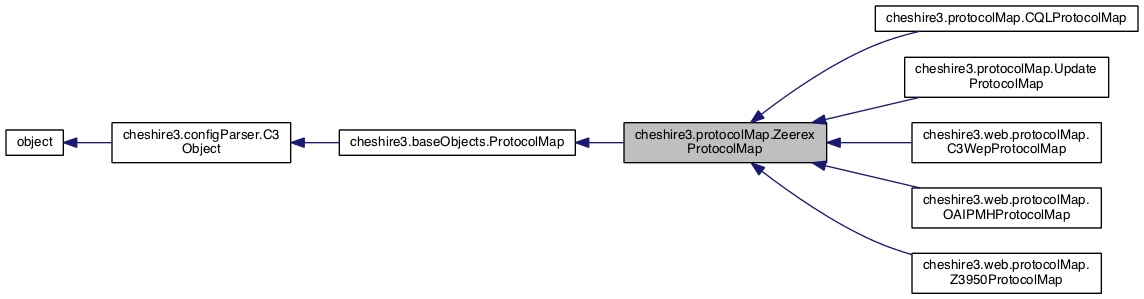 object
cheshire3.configParser.C3
Object
cheshire3.baseObjects.ProtocolMap
cheshire3.protocolMap.Zeerex
ProtocolMap
cheshire3.protocolMap.CQLProtocolMap
cheshire3.protocolMap.Update
ProtocolMap
cheshire3.web.protocolMap.
C3WepProtocolMap
cheshire3.web.protocolMap.
OAIPMHProtocolMap
cheshire3.web.protocolMap.
Z3950ProtocolMap